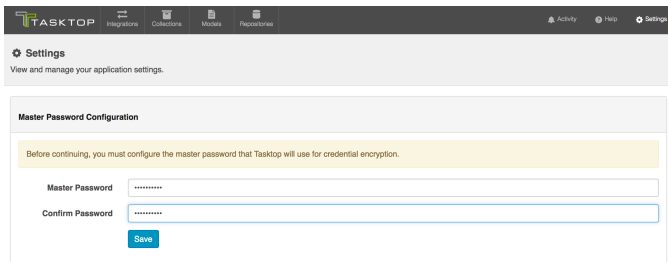 TASKTOP Integrations Collections Models Repositories Activity Help Settings
Settings
View and manage your application settings.
Master Password Configuration
Before continuing, you must configure the master password that Tasktop will use for credential encryption.
Master Password ••••••••••
Confirm Password ••••••••••
Save